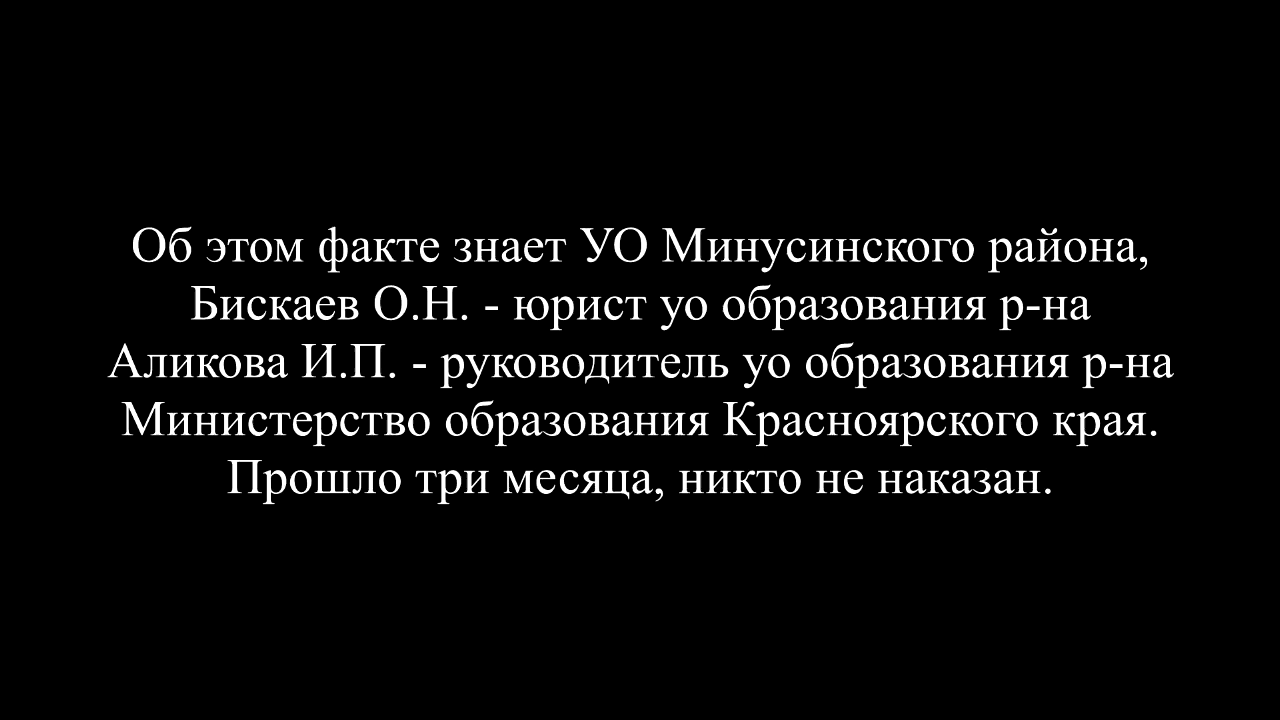 Об этом факте знает УО Минусинского района,
Бискаев О.Н. - юрист уо образования р-на
Аликова И.П. - руководитель уо образования р-на
Министерство образования Красноярского края.
Прошло три месяца, никто не наказан.